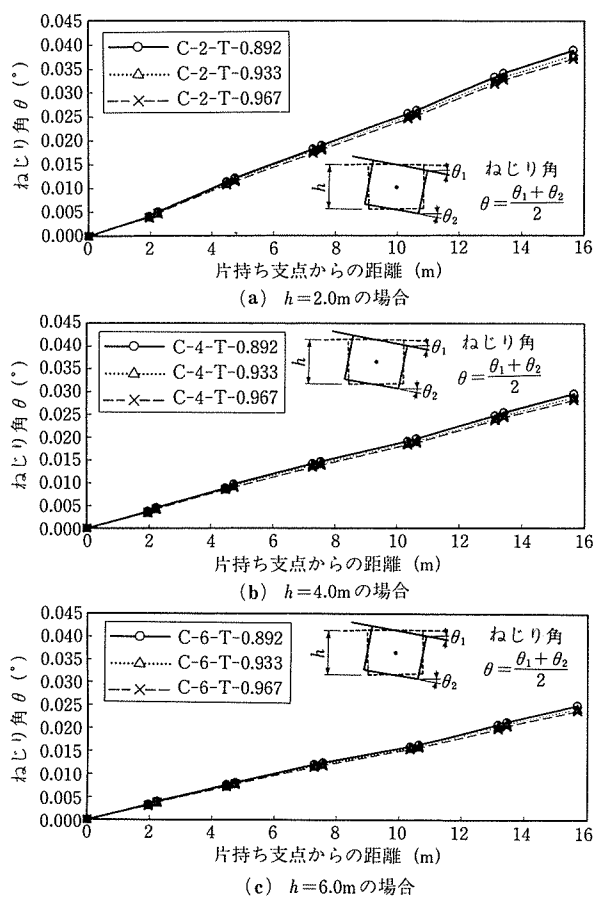 0.045
0.040
0.035
0.030
0.025
0.020
0.015
0.010
0.005
0.000
ねじり角 θ (°)
C-2-T-0.892
C-2-T-0.933
C-2-T-0.967
h
θ₁
θ₂
ねじり角
θ=(θ₁+θ₂)/2
0 2 4 6 8 10 12 14 16
片持ち支点からの距離 (m)
(a) h=2.0mの場合
0.045
0.040
0.035
0.030
0.025
0.020
0.015
0.010
0.005
0.000
ねじり角 θ (°)
C-4-T-0.892
C-4-T-0.933
C-4-T-0.967
h
θ₁
θ₂
ねじり角
θ=(θ₁+θ₂)/2
0 2 4 6 8 10 12 14 16
片持ち支点からの距離 (m)
(b) h=4.0mの場合
0.045
0.040
0.035
0.030
0.025
0.020
0.015
0.010
0.005
0.000
ねじり角 θ (°)
C-6-T-0.892
C-6-T-0.933
C-6-T-0.967
h
θ₁
θ₂
ねじり角
θ=(θ₁+θ₂)/2
0 2 4 6 8 10 12 14 16
片持ち支点からの距離 (m)
(c) h=6.0mの場合